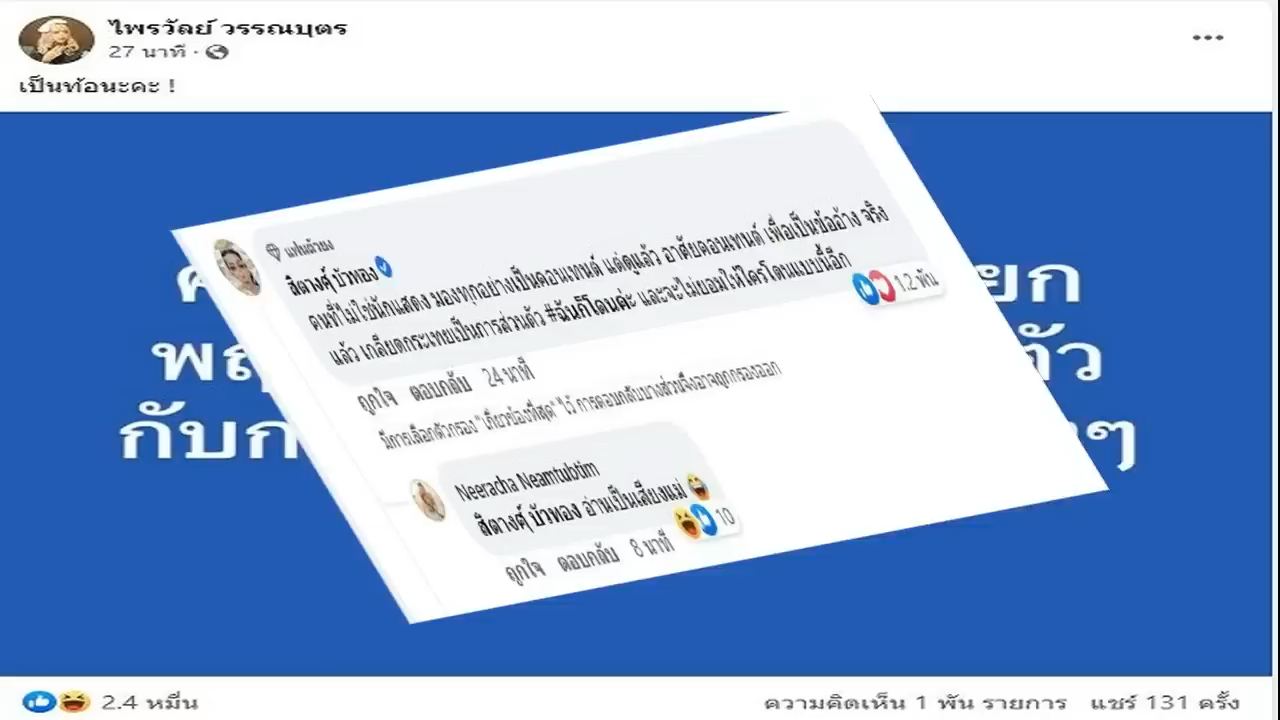 ไพรวัลย์ วรรณบุตร
27 นาที ·
เป็นท้อนะคะ !
แฟนตัวยง
สิตางศุ์ บัวทอง
คนที่ไม่ใช่นักแสดง มองทุกอย่างเป็นคอนเทนต์ แต่ดูแล้ว อาศัยคอนเทนต์ เพื่อเป็นข้ออ้าง จริง
แล้ว เกลียดกระเทยเป็นการส่วนตัว #ฉันก็โดนค่ะ และจะไม่ยอมให้ใครโดนแบบนี้อีก
1.2 พัน
ถูกใจ ตอบกลับ 24 นาที
มีการเลือกตัวกรอง "เกี่ยวข้องที่สุด" ไว้ การตอบกลับบางส่วนจึงอาจถูกกรองออก
Neeracha Neamtubtim
สิตางศุ์ บัวทอง อ่านเป็นเสียงแม่
10
ถูกใจ ตอบกลับ 8 นาที
กับ
2.4 หมื่น
ความคิดเห็น 1 พัน รายการ แชร์ 131 ครั้ง